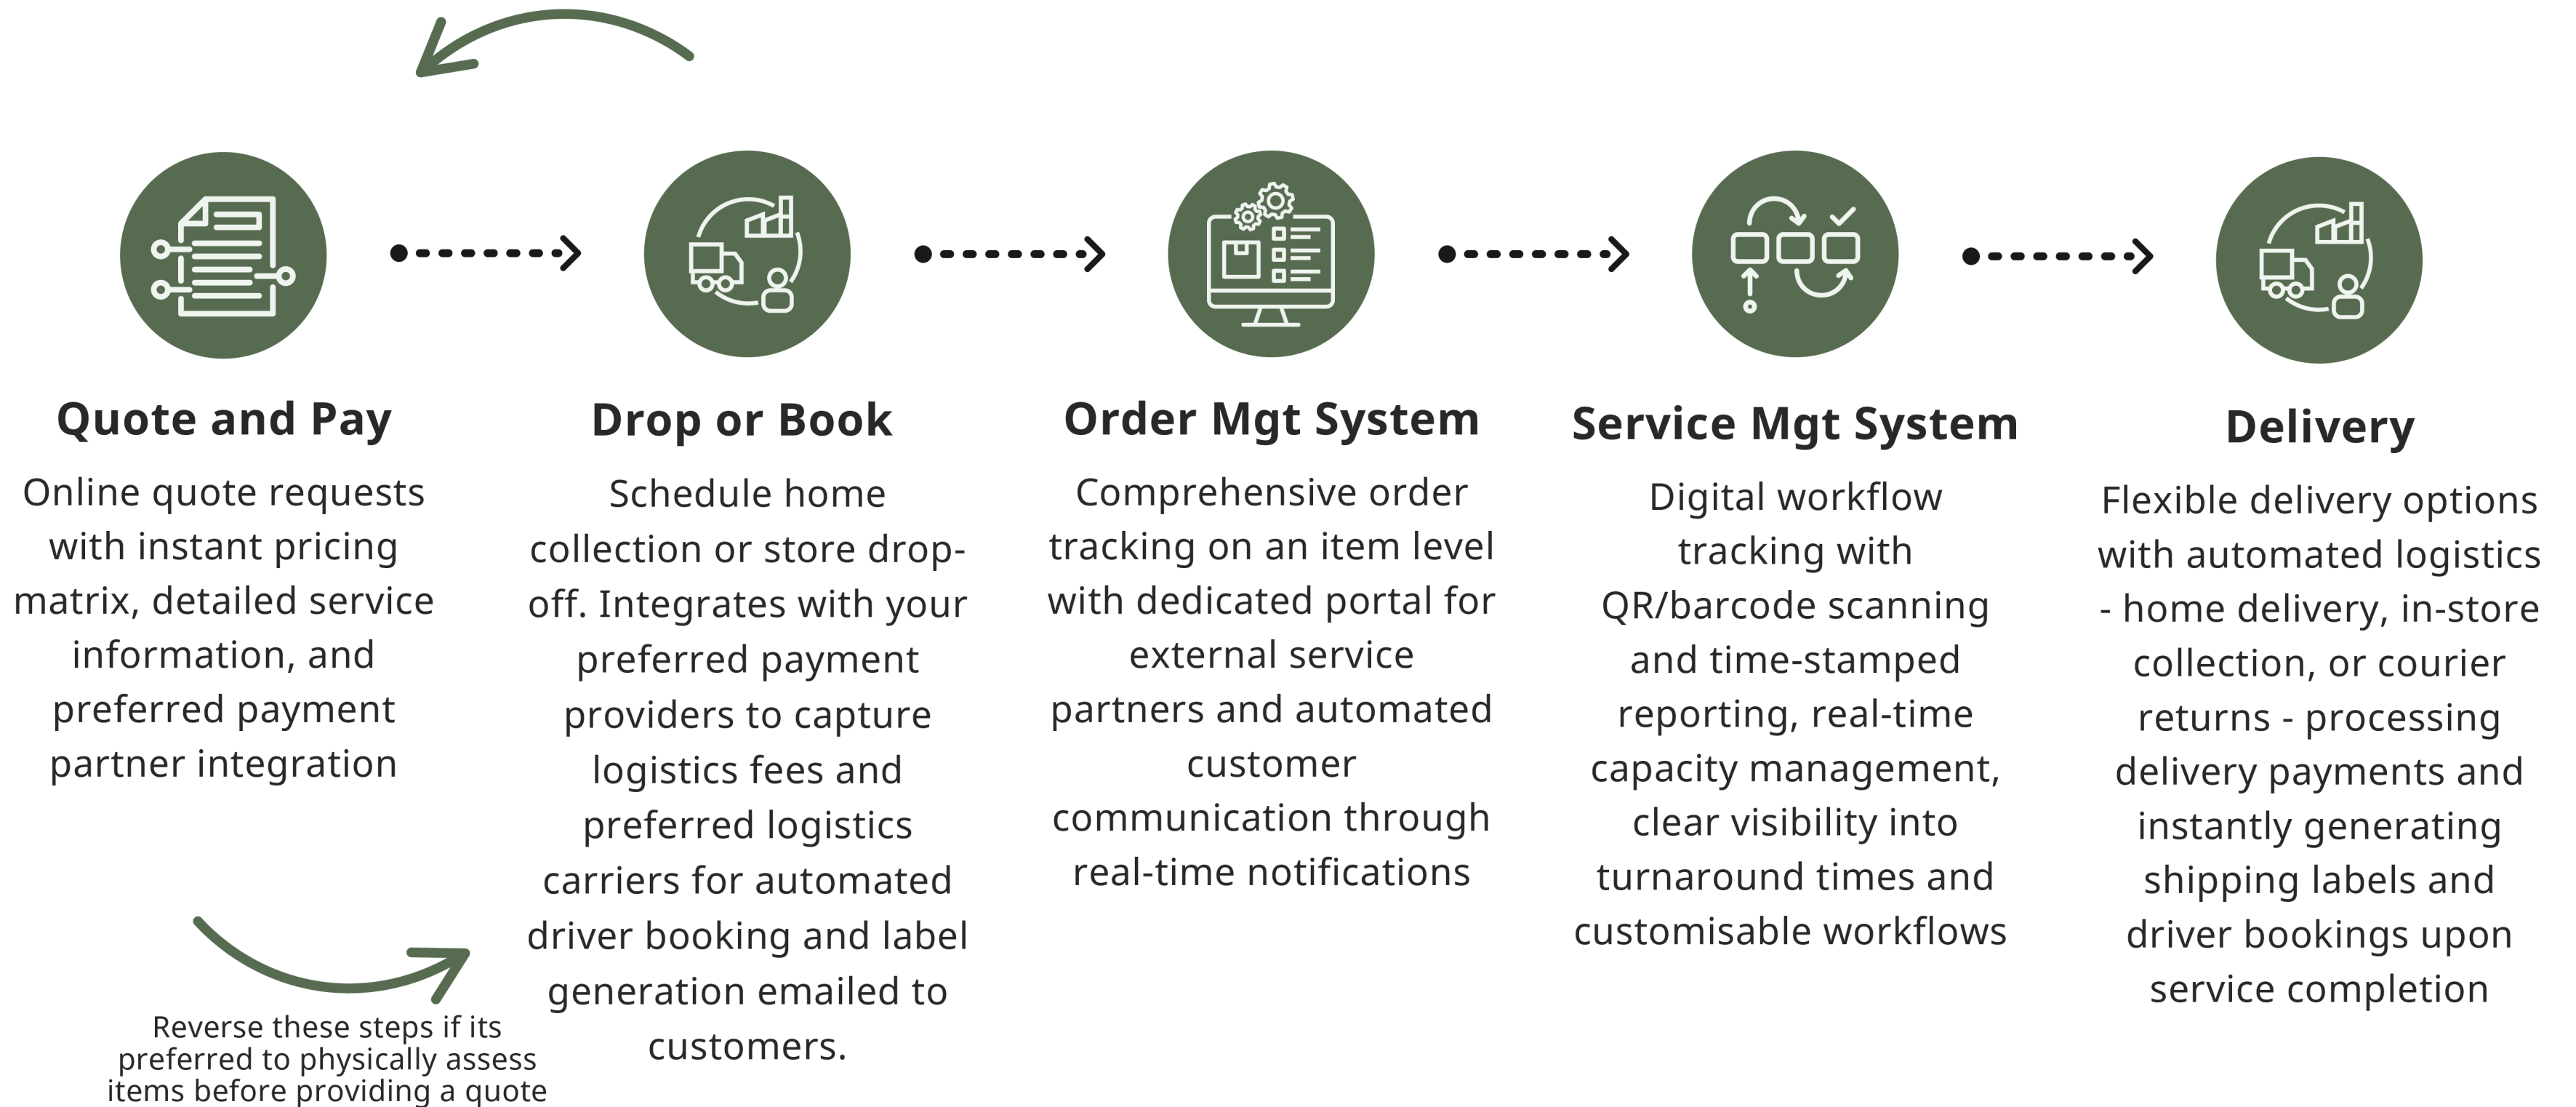 Quote and Pay
Online quote requests
with instant pricing
matrix, detailed service
information, and
preferred payment
partner integration
Reverse these steps if its
preferred to physically assess
items before providing a quote
Drop or Book
Schedule home
collection or store drop-
off. Integrates with your
preferred payment
providers to capture
logistics fees and
preferred logistics
carriers for automated
driver booking and label
generation emailed to
customers.
Order Mgt System
Comprehensive order
tracking on an item level
with dedicated portal for
external service
partners and automated
customer
communication through
real-time notifications
Service Mgt System
Digital workflow
tracking with
QR/barcode scanning
and time-stamped
reporting, real-time
capacity management,
clear visibility into
turnaround times and
customisable workflows
Delivery
Flexible delivery options
with automated logistics
- home delivery, in-store
collection, or courier
returns - processing
delivery payments and
instantly generating
shipping labels and
driver bookings upon
service completion